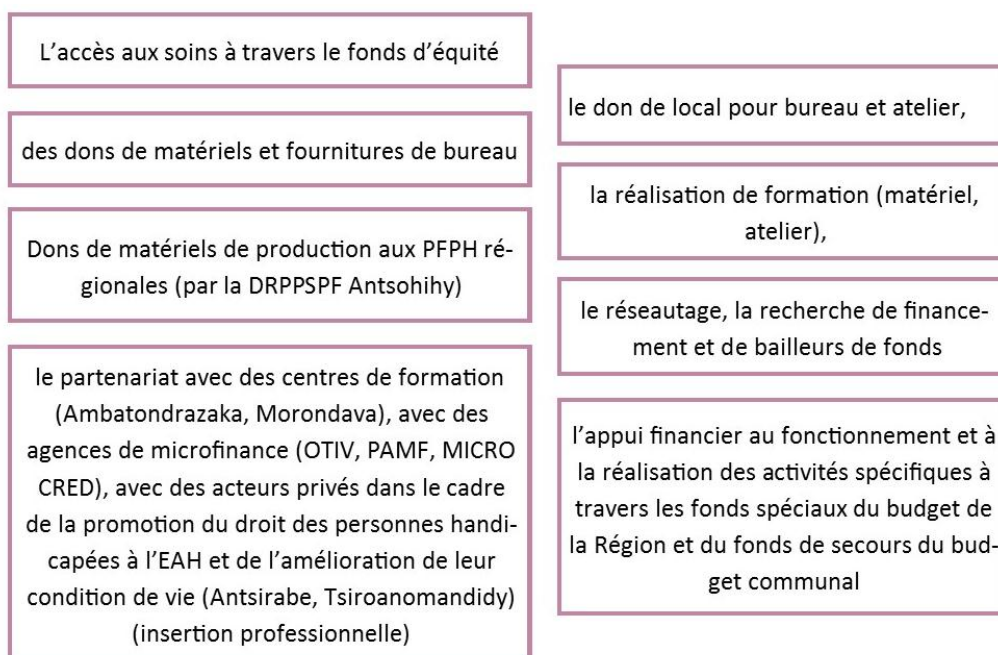 L’accès aux soins à travers le fonds d’équité
des dons de matériels et fournitures de bureau
Dons de matériels de production aux PFPH ré-
gionales (par la DRPPSPF Antsohihy)
le partenariat avec des centres de formation
(Ambatondrazaka, Morondava), avec des
agences de microfinance (OTIV, PAMF, MICRO
CRED), avec des acteurs privés dans le cadre
de la promotion du droit des personnes handi-
capées à l’EAH et de l’amélioration de leur
condition de vie (Antsirabe, Tsiroanomandidy)
(insertion professionnelle)
le don de local pour bureau et atelier,
la réalisation de formation (matériel,
atelier),
le réseautage, la recherche de finance-
ment et de bailleurs de fonds
l’appui financier au fonctionnement et à
la réalisation des activités spécifiques à
travers les fonds spéciaux du budget de
la Région et du fonds de secours du bud-
get communal